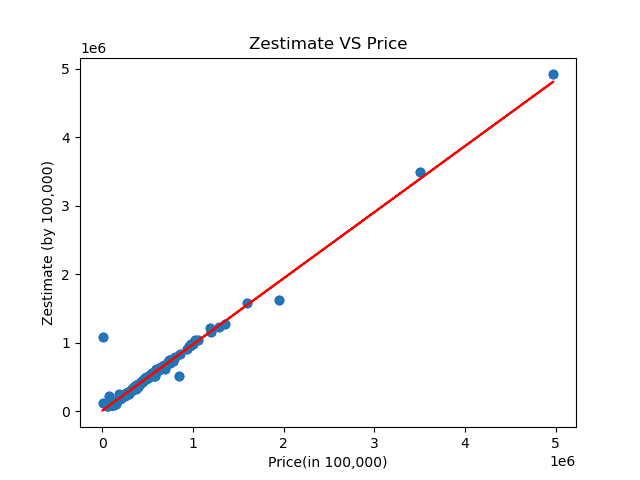 Zestimate VS Price
1e6
5
4
3
2
1
0
Zestimate (by 100,000)
0 1 2 3 4 5
Price(in 100,000)
1e6